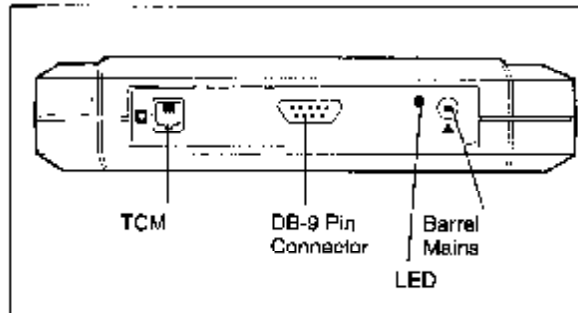 TCM
DB-9 Pin
Connector
Barrel
Mains
LED